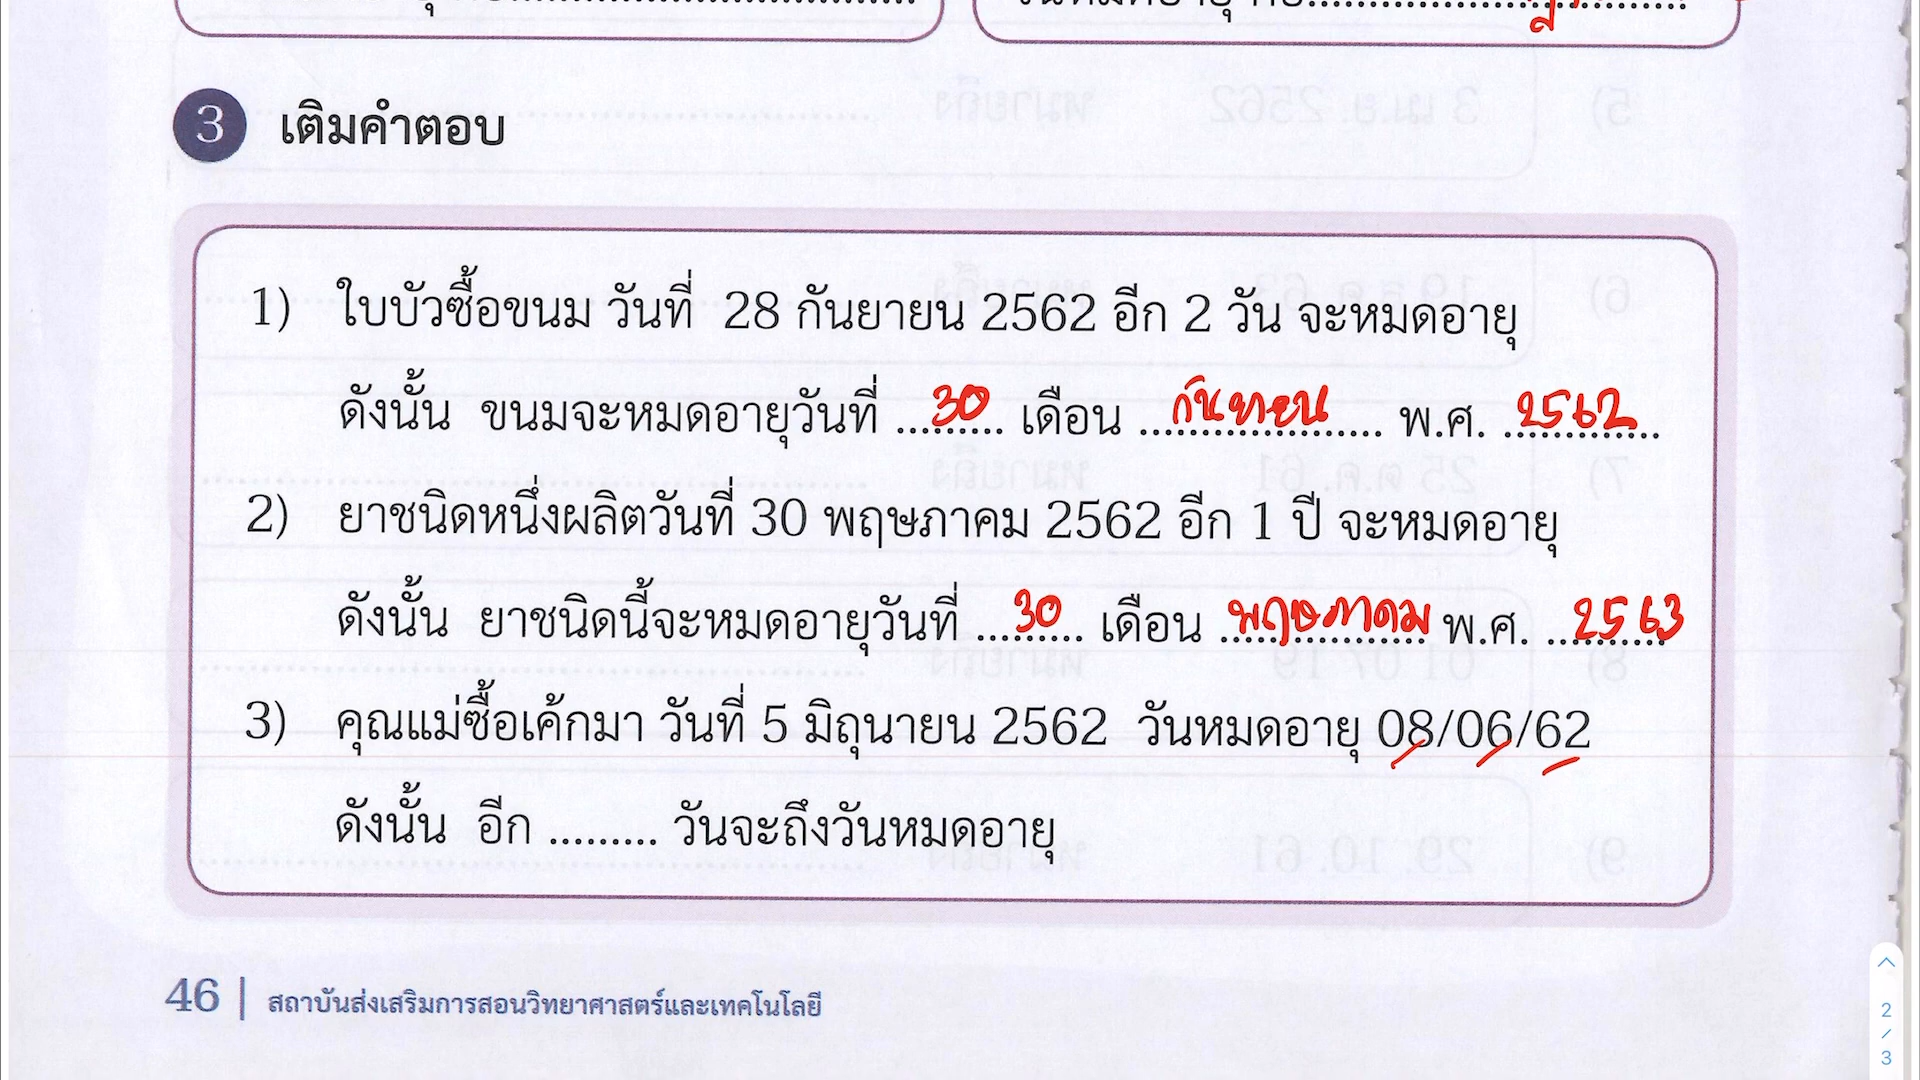 3 เติมคำตอบ
1) ใบบัวซื้อขนม วันที่ 28 กันยายน 2562 อีก 2 วัน จะหมดอายุ
ดังนั้น ขนมจะหมดอายุวันที่ ...30... เดือน ...กันยายน... พ.ศ. ...2562...
2) ยาชนิดหนึ่งผลิตวันที่ 30 พฤษภาคม 2562 อีก 1 ปี จะหมดอายุ
ดังนั้น ยาชนิดนี้จะหมดอายุวันที่ ...30... เดือน ...พฤษภาคม... พ.ศ. ...2563...
3) คุณแม่ซื้อเค้กมา วันที่ 5 มิถุนายน 2562 วันหมดอายุ 08/06/62
ดังนั้น อีก ......... วันจะถึงวันหมดอายุ
46 | สถาบันส่งเสริมการสอนวิทยาศาสตร์และเทคโนโลยี
2
/
3